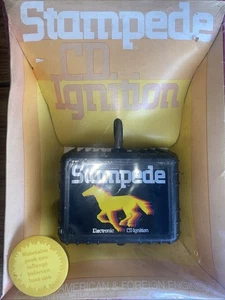 Stampede
C.D.
Ignition
Stampede
Electronic CD Ignition
AMERICAN & FOREIGN